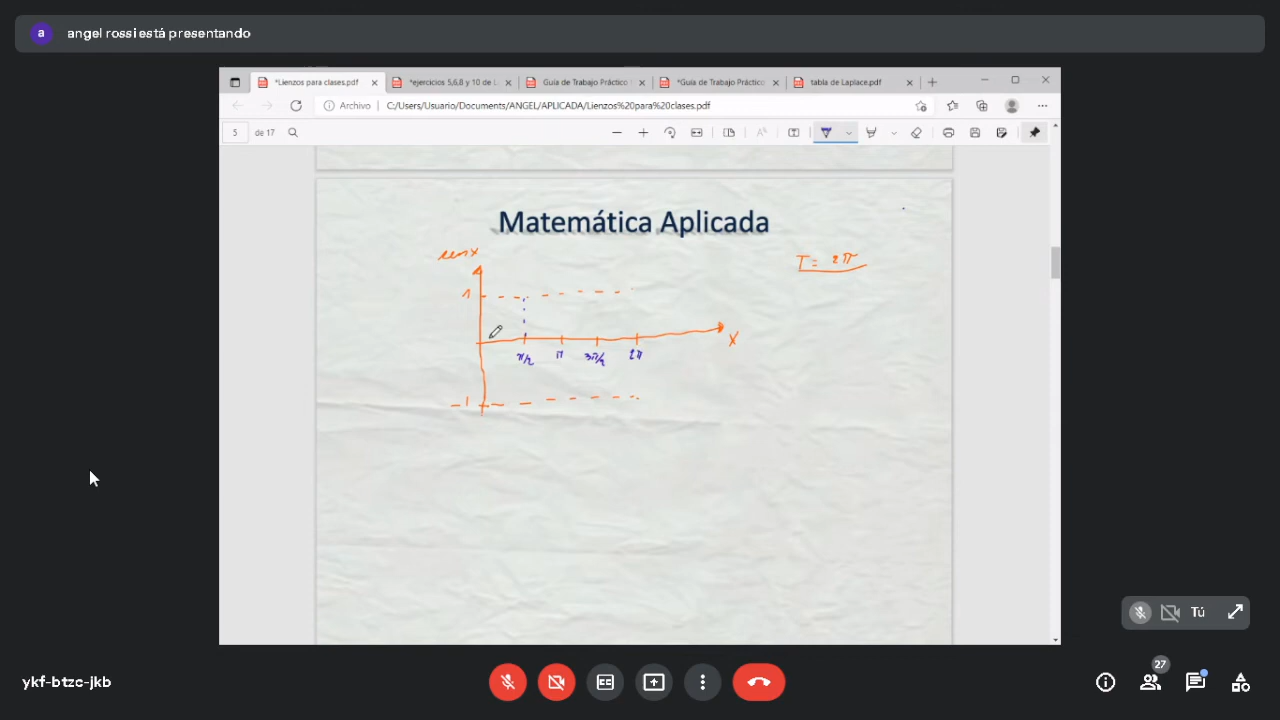 a angel rossi está presentando
*Lienzos para clases.pdf
*ejercicios 5,6.8 y 10 de L
Guía de Trabajo Práctico
*Guía de Trabajo Práctico
tabla de Laplace.pdf
Archivo C:/Users/Usuario/Documents/ANGEL/APLICADA/Lienzos%20para%20clases.pdf
5 de 17
Matemática Aplicada
sen x
T = 2π
1
x
π/2 π 3π/2 2π
-1
Tú
ykf-btzc-jkb
27